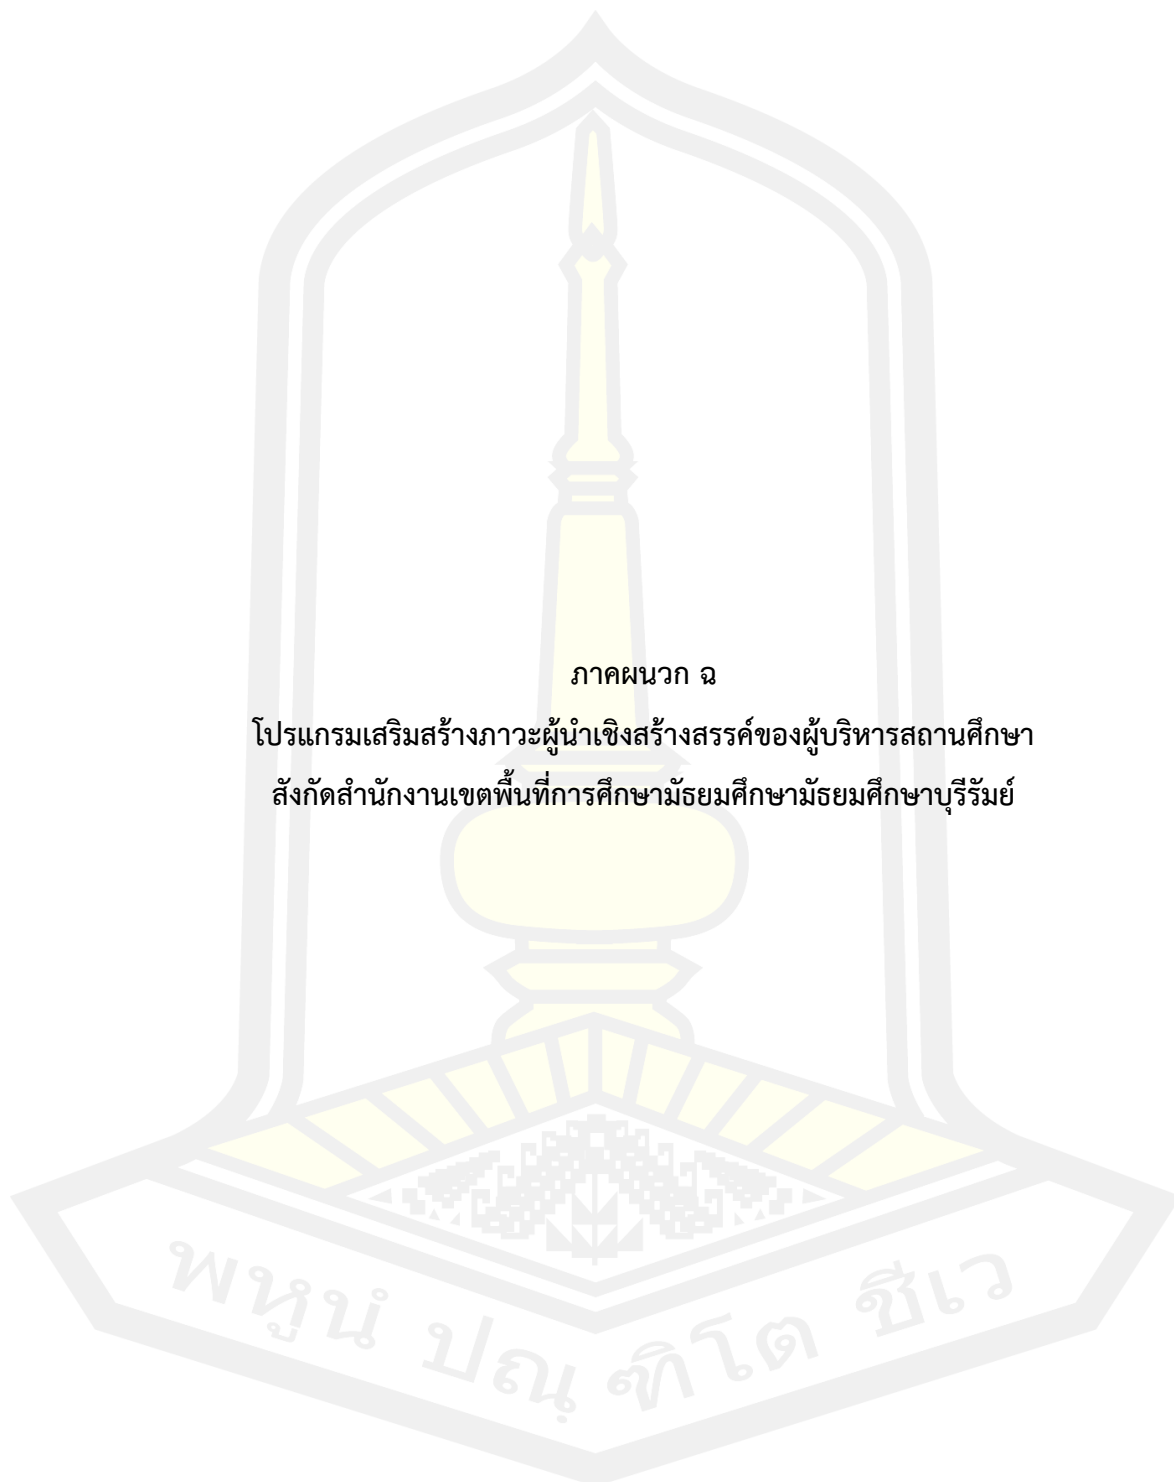 ภาคผนวก ฉ
โปรแกรมเสริมสร้างภาวะผู้นำเชิงสร้างสรรค์ของผู้บริหารสถานศึกษา
สังกัดสำนักงานเขตพื้นที่การศึกษามัธยมศึกษามัธยมศึกษาบุรีรัมย์
พหูนํ ปณฺฑิโต ชีเว